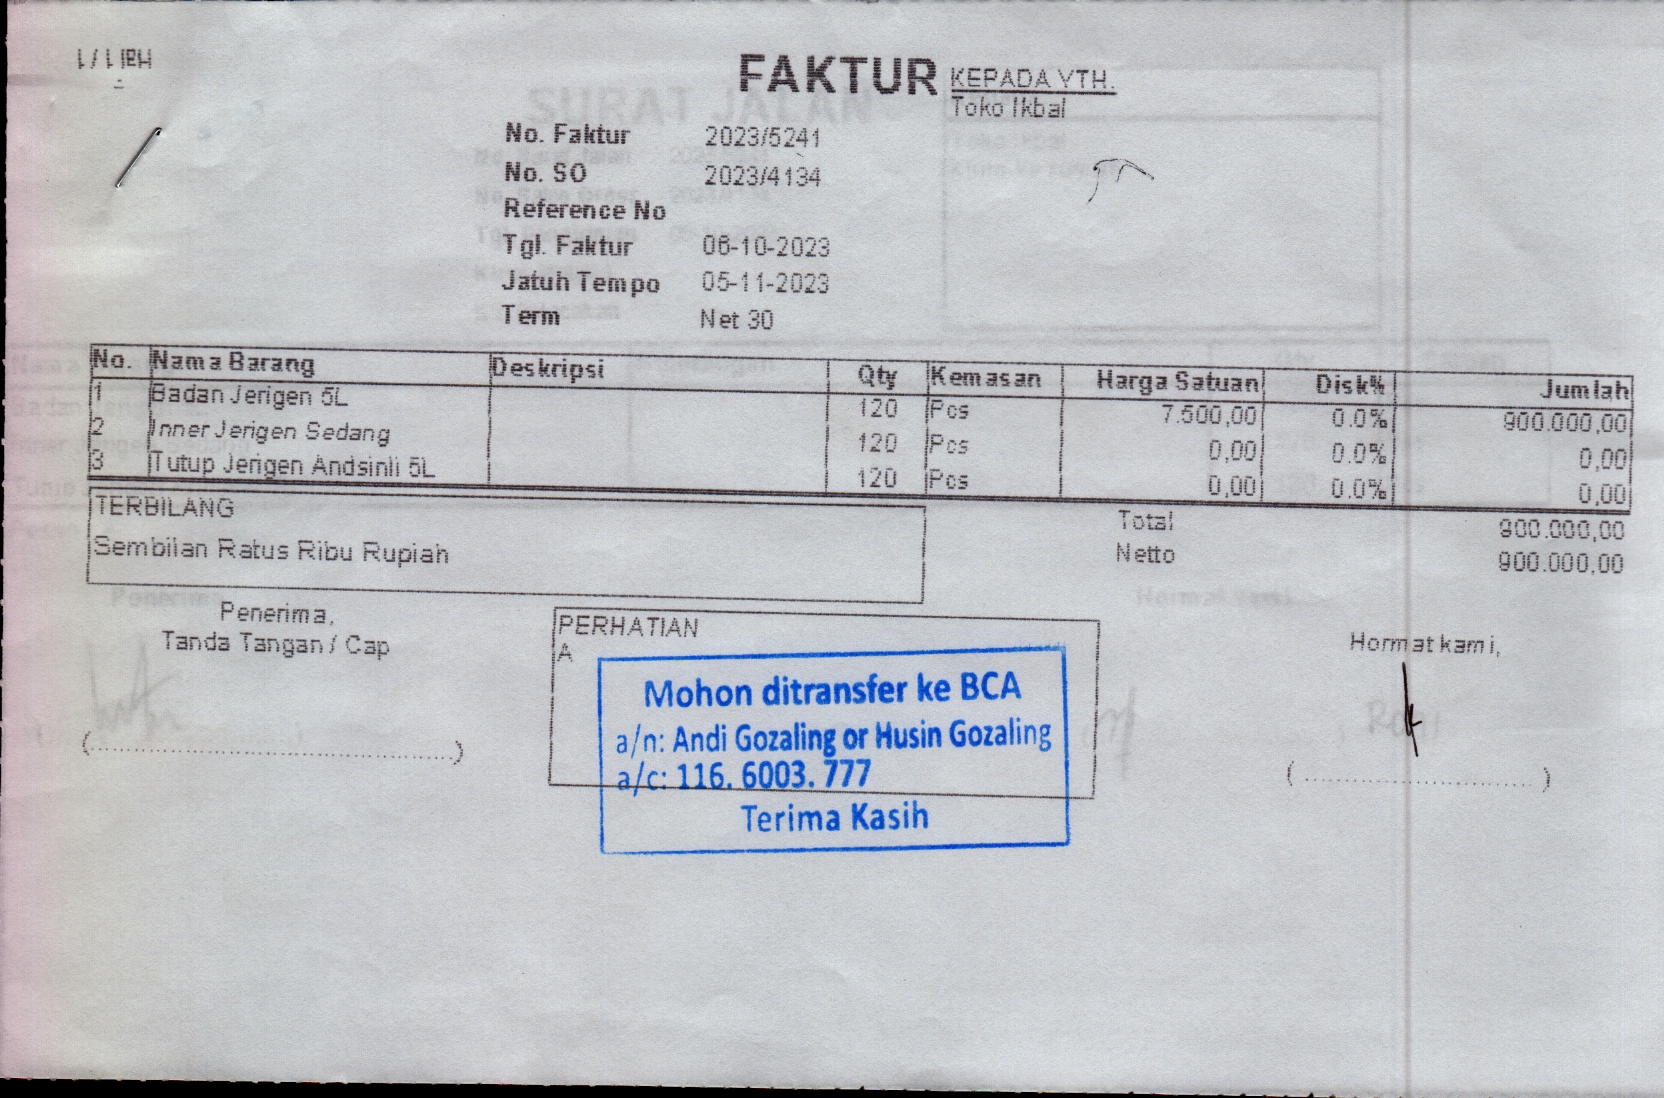 Hal 1 / 1
FAKTUR
KEPADA YTH.
Toko Ikbal
No. Faktur 2023/5241
No. SO 2023/4134
Reference No
Tgl. Faktur 06-10-2023
Jatuh Tempo 05-11-2023
Term Net 30
No. Nama Barang Deskripsi Qty Kemasan Harga Satuan Disk% Jumlah
1 Badan Jerigen 5L 120 Pcs 7.500,00 0.0% 900.000,00
2 Inner Jerigen Sedang 120 Pcs 0,00 0.0% 0,00
3 Tutup Jerigen Andsinli 5L 120 Pcs 0,00 0.0% 0,00
TERBILANG
Sembilan Ratus Ribu Rupiah
Total 900.000,00
Netto 900.000,00
Penerima,
Tanda Tangan / Cap
(..............................................)
PERHATIAN
A
Mohon ditransfer ke BCA
a/n: Andi Gozaling or Husin Gozaling
a/c: 116. 6003. 777
Terima Kasih
Hormat kami,
(..............................)